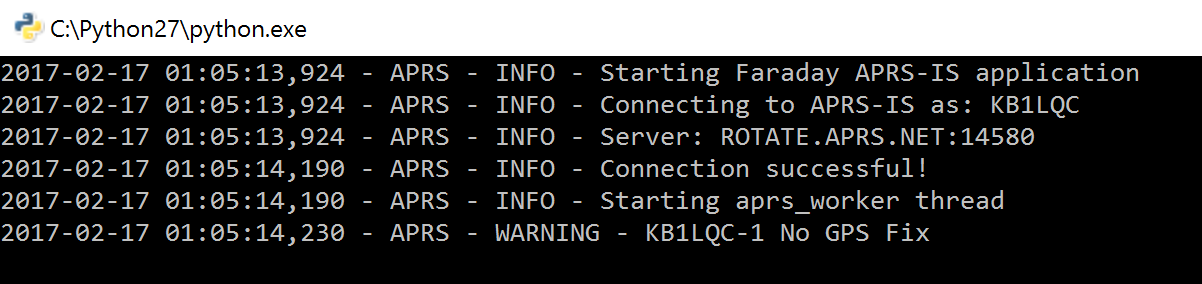 C:\Python27\python.exe
2017-02-17 01:05:13,924 - APRS - INFO - Starting Faraday APRS-IS application
2017-02-17 01:05:13,924 - APRS - INFO - Connecting to APRS-IS as: KB1LQC
2017-02-17 01:05:13,924 - APRS - INFO - Server: ROTATE.APRS.NET:14580
2017-02-17 01:05:14,190 - APRS - INFO - Connection successful!
2017-02-17 01:05:14,190 - APRS - INFO - Starting aprs_worker thread
2017-02-17 01:05:14,230 - APRS - WARNING - KB1LQC-1 No GPS Fix